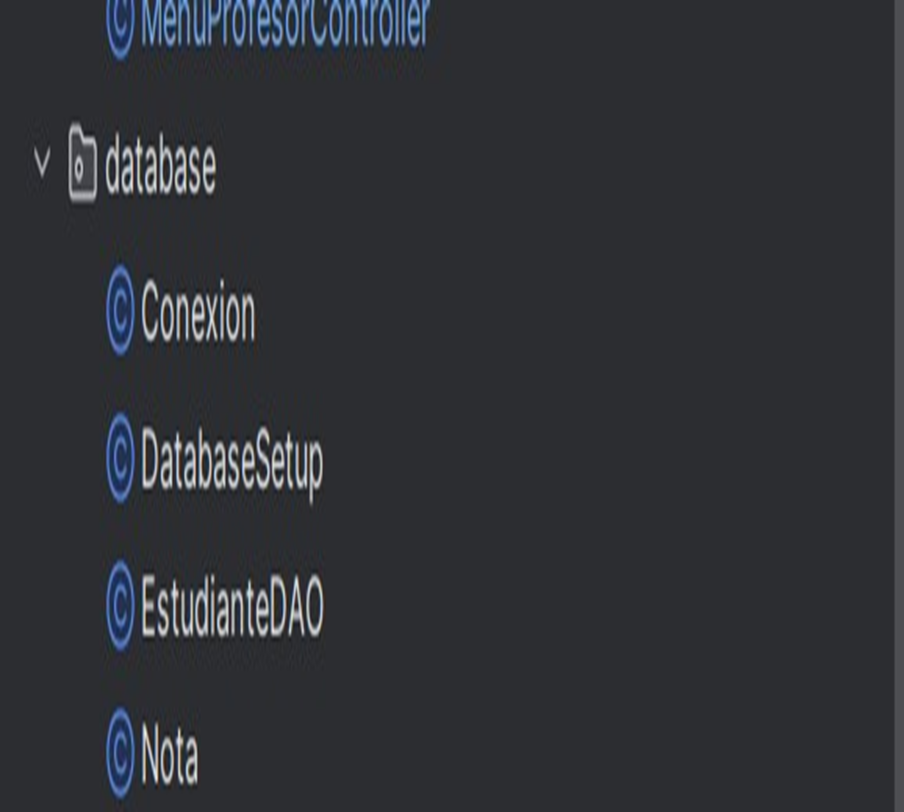 MenuProfesorController
database
Conexion
DatabaseSetup
EstudianteDAO
Nota